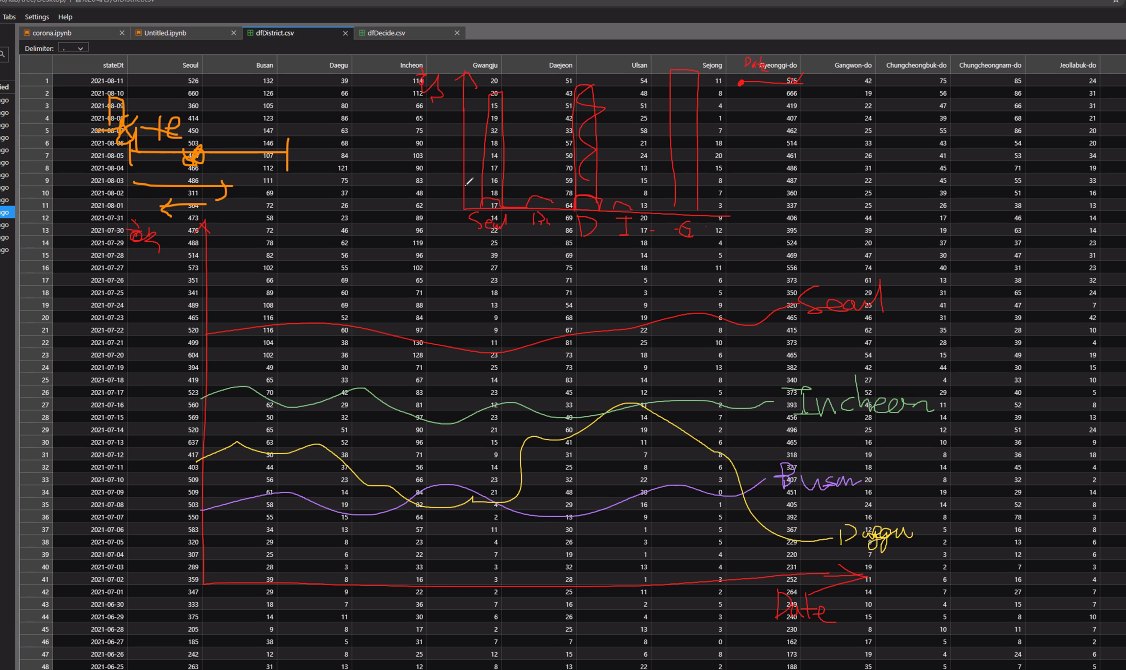 Tabs Settings Help
corona.ipynb Untitled.ipynb dfDistrict.csv dfDecide.csv
Delimiter: ,
stateDt Seoul Busan Daegu Incheon Gwangju Daejeon Ulsan Sejong Gyeonggi-do Gangwon-do Chungcheongbuk-do Chungcheongnam-do Jeollabuk-do
1 2021-08-11 526 132 39 114 20 51 54 11 575 42 75 85 24
2 2021-08-10 660 126 66 112 20 43 48 8 666 19 56 86 31
3 2021-08-09 360 105 80 66 15 51 21 6 419 22 47 66 31
4 2021-08-08 414 123 86 65 19 42 25 1 407 24 39 68 21
5 2021-08-07 450 147 63 75 32 33 58 7 462 25 55 86 20
6 2021-08-06 503 146 68 90 18 57 21 18 514 33 43 54 20
7 2021-08-05 107 84 103 14 50 24 20 461 26 41 53 34
8 2021-08-04 486 112 121 90 17 70 13 15 486 31 45 71 19
9 2021-08-03 486 111 75 83 16 59 15 8 487 22 45 55 33
10 2021-08-02 311 69 37 48 18 78 8 7 360 25 39 51 16
11 2021-08-01 364 72 26 62 17 64 13 3 337 22 26 38 13
12 2021-07-31 473 58 23 89 14 69 20 9 406 44 17 46 14
13 2021-07-30 475 72 46 96 22 86 17 12 395 39 19 63 14
14 2021-07-29 488 78 62 119 25 85 18 4 524 20 37 37 23
15 2021-07-28 514 82 56 96 39 69 14 5 469 47 30 47 31
16 2021-07-27 573 102 55 102 27 75 18 11 556 74 40 31 23
17 2021-07-26 351 66 69 65 23 71 3 6 373 61 13 38 32
18 2021-07-25 341 89 60 71 18 71 3 5 350 29 31 65 24
19 2021-07-24 489 108 69 88 13 54 9 9 320 25 41 47 7
20 2021-07-23 465 116 52 84 9 68 19 8 465 46 31 39 42
21 2021-07-22 520 116 60 97 9 67 22 8 415 62 35 28 10
22 2021-07-21 499 104 38 130 11 81 25 10 373 47 28 39 4
23 2021-07-20 604 102 36 128 23 73 18 6 465 54 15 49 19
24 2021-07-19 394 49 30 71 25 73 12 13 382 42 44 30 15
25 2021-07-18 419 65 33 67 14 83 14 8 340 27 4 33 10
26 2021-07-17 523 70 42 83 23 45 12 5 373 52 29 40 5
27 2021-07-16 560 62 29 81 12 33 13 2 393 45 11 52 8
28 2021-07-15 569 50 32 97 23 49 14 7 456 14 13
29 2021-07-14 520 65 51 90 21 60 19 2 496 25 12 51 24
30 2021-07-13 637 63 52 96 15 41 11 6 465 16 10 36 9
31 2021-07-12 417 50 38 71 9 31 7 8 318 19 8 36 18
32 2021-07-11 403 44 37 56 14 25 8 6 327 18 14 45 4
33 2021-07-10 509 56 23 66 23 32 22 3 407 20 8 32 2
34 2021-07-09 509 61 14 84 21 48 20 0 451 16 19 29 14
35 2021-07-08 503 58 19 82 4 29 16 1 405 24 14 52 8
36 2021-07-07 550 55 15 64 2 13 9 5 392 16 8 78 3
37 2021-07-06 583 34 13 57 11 30 1 5 367 12 5 16 8
38 2021-07-05 320 29 8 23 4 26 3 5 229 2 13 6
39 2021-07-04 307 25 6 22 7 19 1 4 220 7 3 12 6
40 2021-07-03 289 28 3 33 33 32 13 4 231 19 2 7 3
41 2021-07-02 359 39 8 16 3 28 1 3 252 11 6 16 4
42 2021-07-01 347 29 9 22 2 25 11 2 264 14 7 27 7
43 2021-06-30 333 18 7 36 7 16 2 5 249 10 4 15 7
44 2021-06-29 375 14 11 30 6 26 4 3 240 15 5 8 10
45 2021-06-28 205 9 8 17 2 25 13 3 230 8 10 11 7
46 2021-06-27 185 38 5 31 7 7 8 0 162 17 7 8 2
47 2021-06-26 242 12 8 25 12 15 6 4 173 19 4 24 6
48 2021-06-25 263 31 13 12 8 13 22 2 188 35 5 7 5
Date
Date
Seoul
D
I
G
Seoul
Incheon
Busan
Daegu
Date